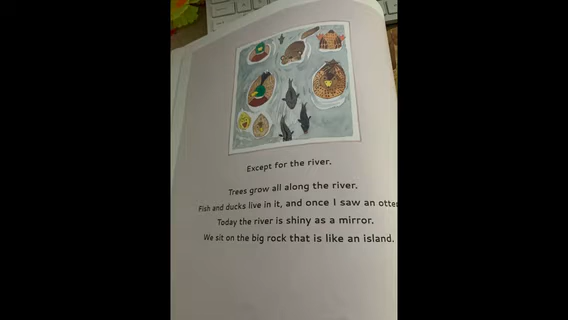 Except for the river.
Trees grow all along the river.
Fish and ducks live in it, and once I saw an otter
Today the river is shiny as a mirror.
We sit on the big rock that is like an island.